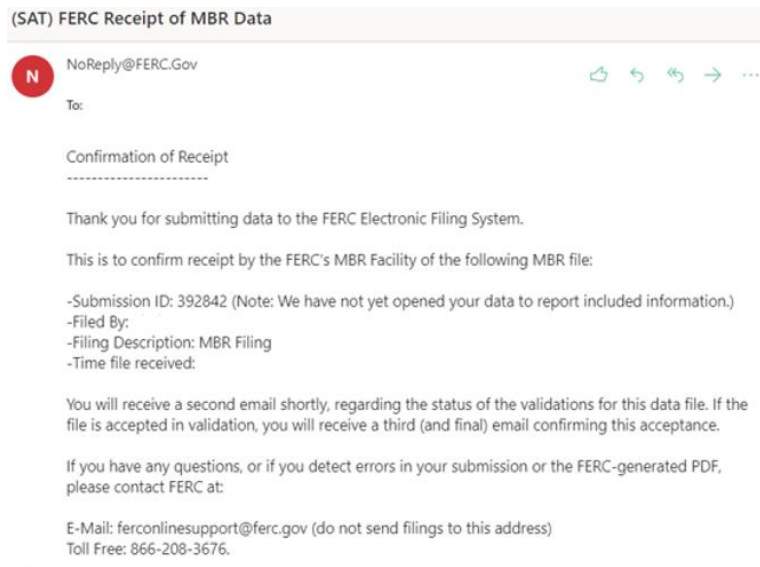 (SAT) FERC Receipt of MBR Data
N
NoReply@FERC.Gov
To:
Confirmation of Receipt
-----------------------
Thank you for submitting data to the FERC Electronic Filing System.
This is to confirm receipt by the FERC's MBR Facility of the following MBR file:
-Submission ID: 392842 (Note: We have not yet opened your data to report included information.)
-Filed By:
-Filing Description: MBR Filing
-Time file received:
You will receive a second email shortly, regarding the status of the validations for this data file. If the
file is accepted in validation, you will receive a third (and final) email confirming this acceptance.
If you have any questions, or if you detect errors in your submission or the FERC-generated PDF,
please contact FERC at:
E-Mail: ferconlinesupport@ferc.gov (do not send filings to this address)
Toll Free: 866-208-3676.